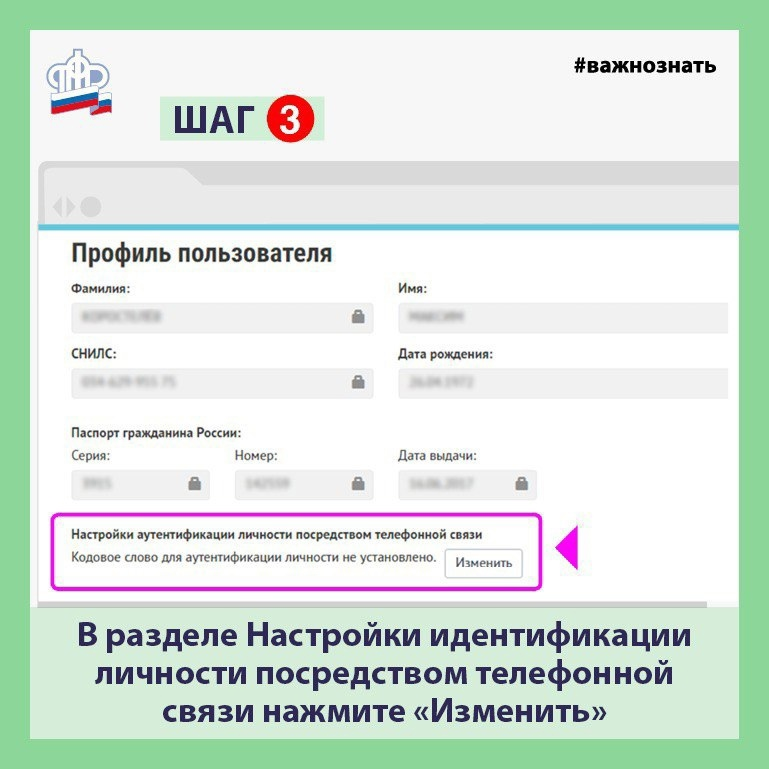 #важнознать
ШАГ 3
Профиль пользователя
Фамилия:
Имя:
СНИЛС:
Дата рождения:
Паспорт гражданина России:
Серия:
Номер:
Дата выдачи:
Настройки аутентификации личности посредством телефонной связи
Кодовое слово для аутентификации личности не установлено.
Изменить
В разделе Настройки идентификации
личности посредством телефонной
связи нажмите «Изменить»